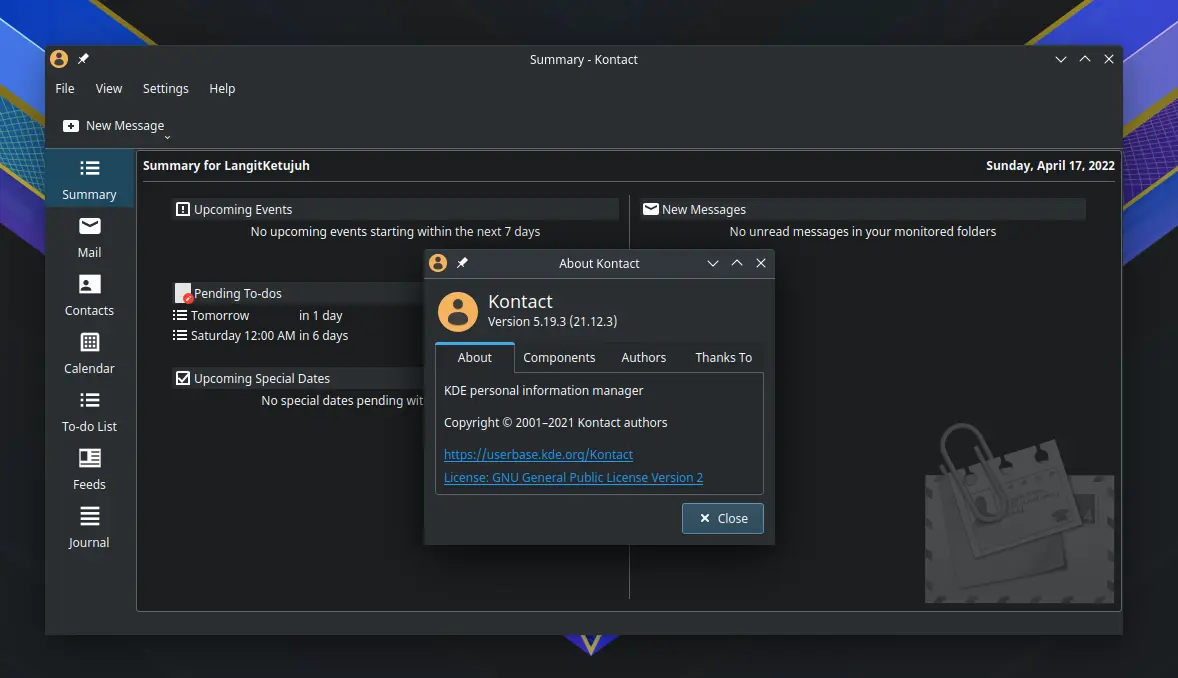 Summary - Kontact
File View Settings Help
New Message
Summary
Mail
Contacts
Calendar
To-do List
Feeds
Journal
Summary for LangitKetujuh
Sunday, April 17, 2022
Upcoming Events
No upcoming events starting within the next 7 days
Pending To-dos
Tomorrow in 1 day
Saturday 12:00 AM in 6 days
Upcoming Special Dates
No special dates pending wit
New Messages
No unread messages in your monitored folders
About Kontact
Kontact
Version 5.19.3 (21.12.3)
About Components Authors Thanks To
KDE personal information manager
Copyright © 2001–2021 Kontact authors
https://userbase.kde.org/Kontact
License: GNU General Public License Version 2
Close